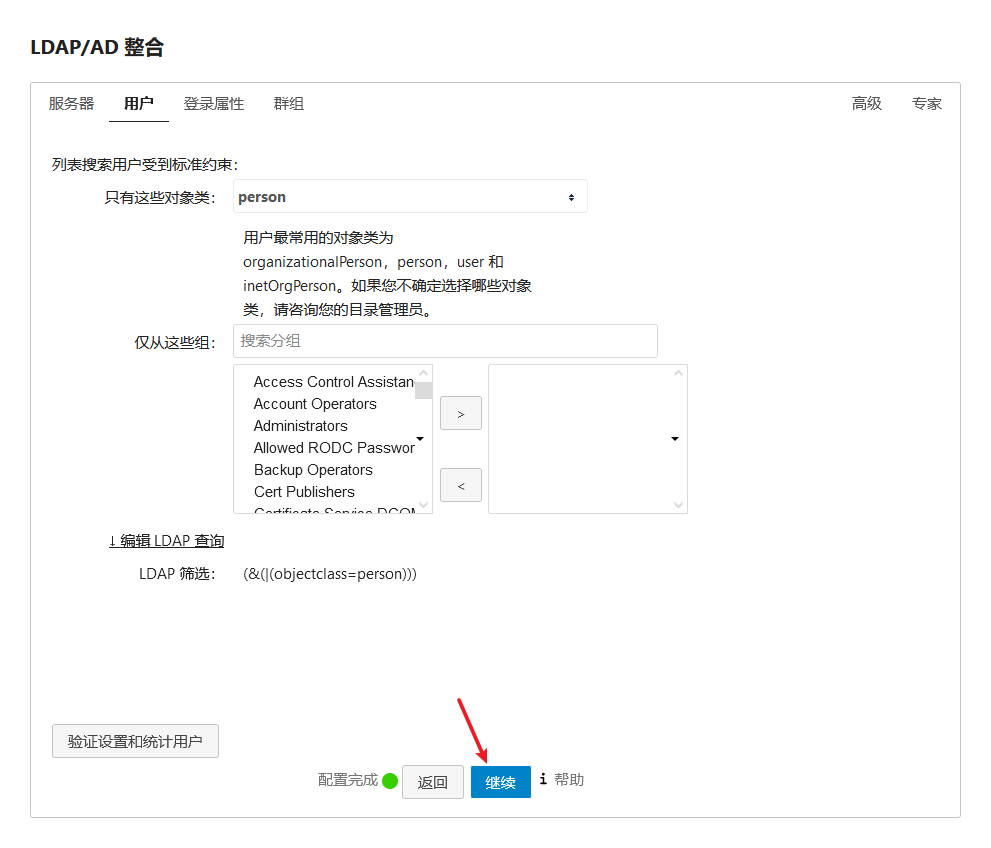 LDAP/AD 整合
服务器 用户 登录属性 群组 高级 专家
列表搜索用户受到标准约束：
只有这些对象类： person
用户最常用的对象类为
organizationalPerson，person，user 和
inetOrgPerson。如果您不确定选择哪些对象
类，请咨询您的目录管理员。
仅从这些组： 搜索分组
Access Control Assistan
Account Operators
Administrators
Allowed RODC Passwor
Backup Operators
Cert Publishers
Certificate Service DCOM
>
<
↓ 编辑 LDAP 查询
LDAP 筛选： (&(|(objectclass=person)))
验证设置和统计用户
配置完成 返回 继续 i 帮助